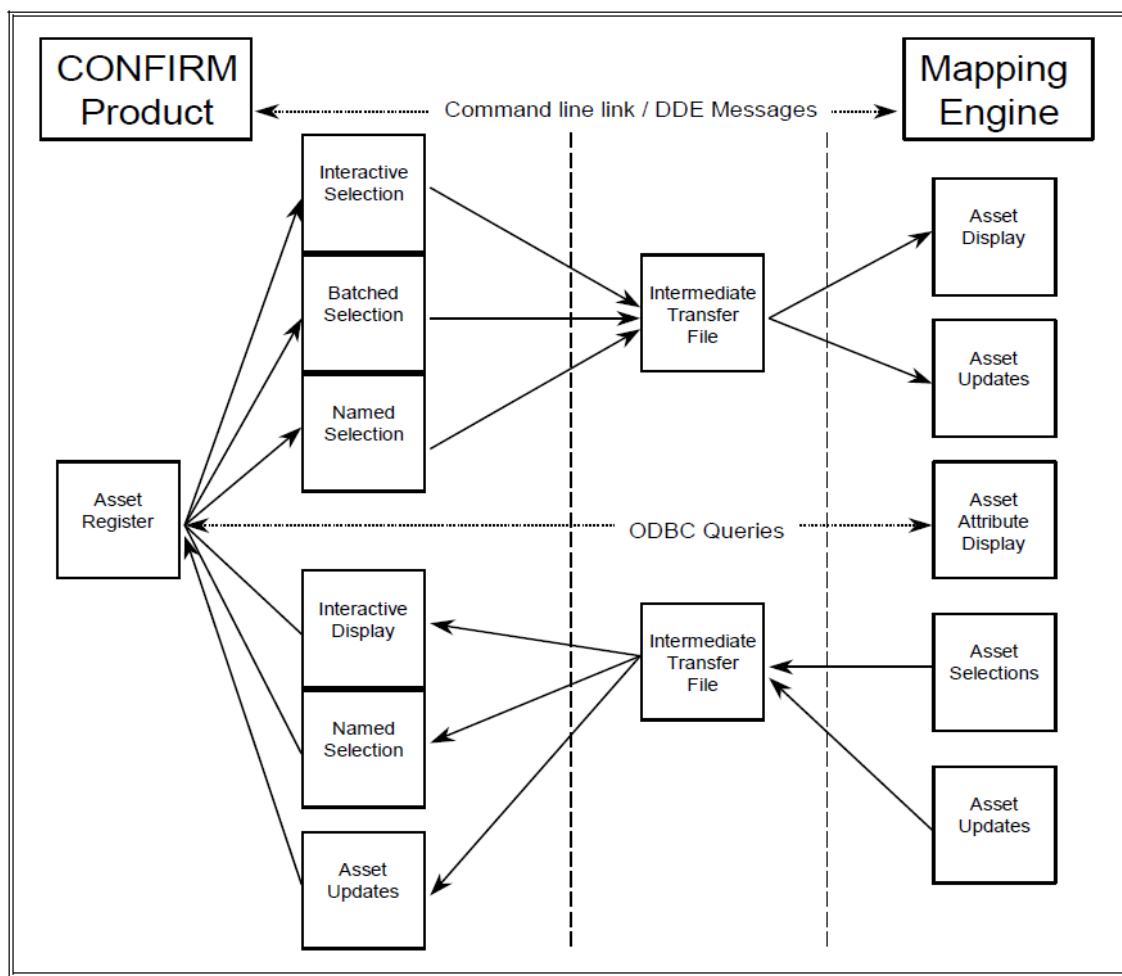 CONFIRM
Product
Mapping
Engine
Command line link / DDE Messages
Interactive
Selection
Asset
Display
Batched
Selection
Intermediate
Transfer
File
Asset
Updates
Named
Selection
Asset
Register
Asset
Attribute
Display
ODBC Queries
Interactive
Display
Intermediate
Transfer
File
Asset
Selections
Named
Selection
Asset
Updates
Asset
Updates